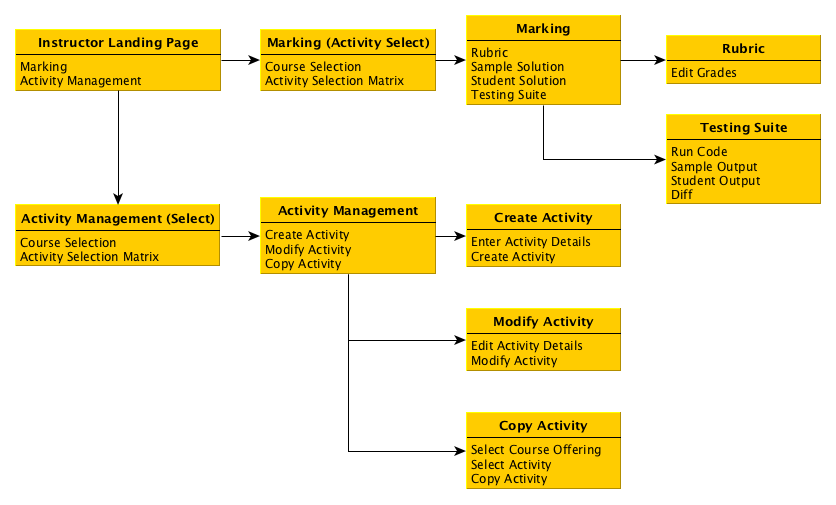 Instructor Landing Page
Marking
Activity Management
Marking (Activity Select)
Course Selection
Activity Selection Matrix
Marking
Rubric
Sample Solution
Student Solution
Testing Suite
Rubric
Edit Grades
Testing Suite
Run Code
Sample Output
Student Output
Diff
Activity Management (Select)
Course Selection
Activity Selection Matrix
Activity Management
Create Activity
Modify Activity
Copy Activity
Create Activity
Enter Activity Details
Create Activity
Modify Activity
Edit Activity Details
Modify Activity
Copy Activity
Select Course Offering
Select Activity
Copy Activity